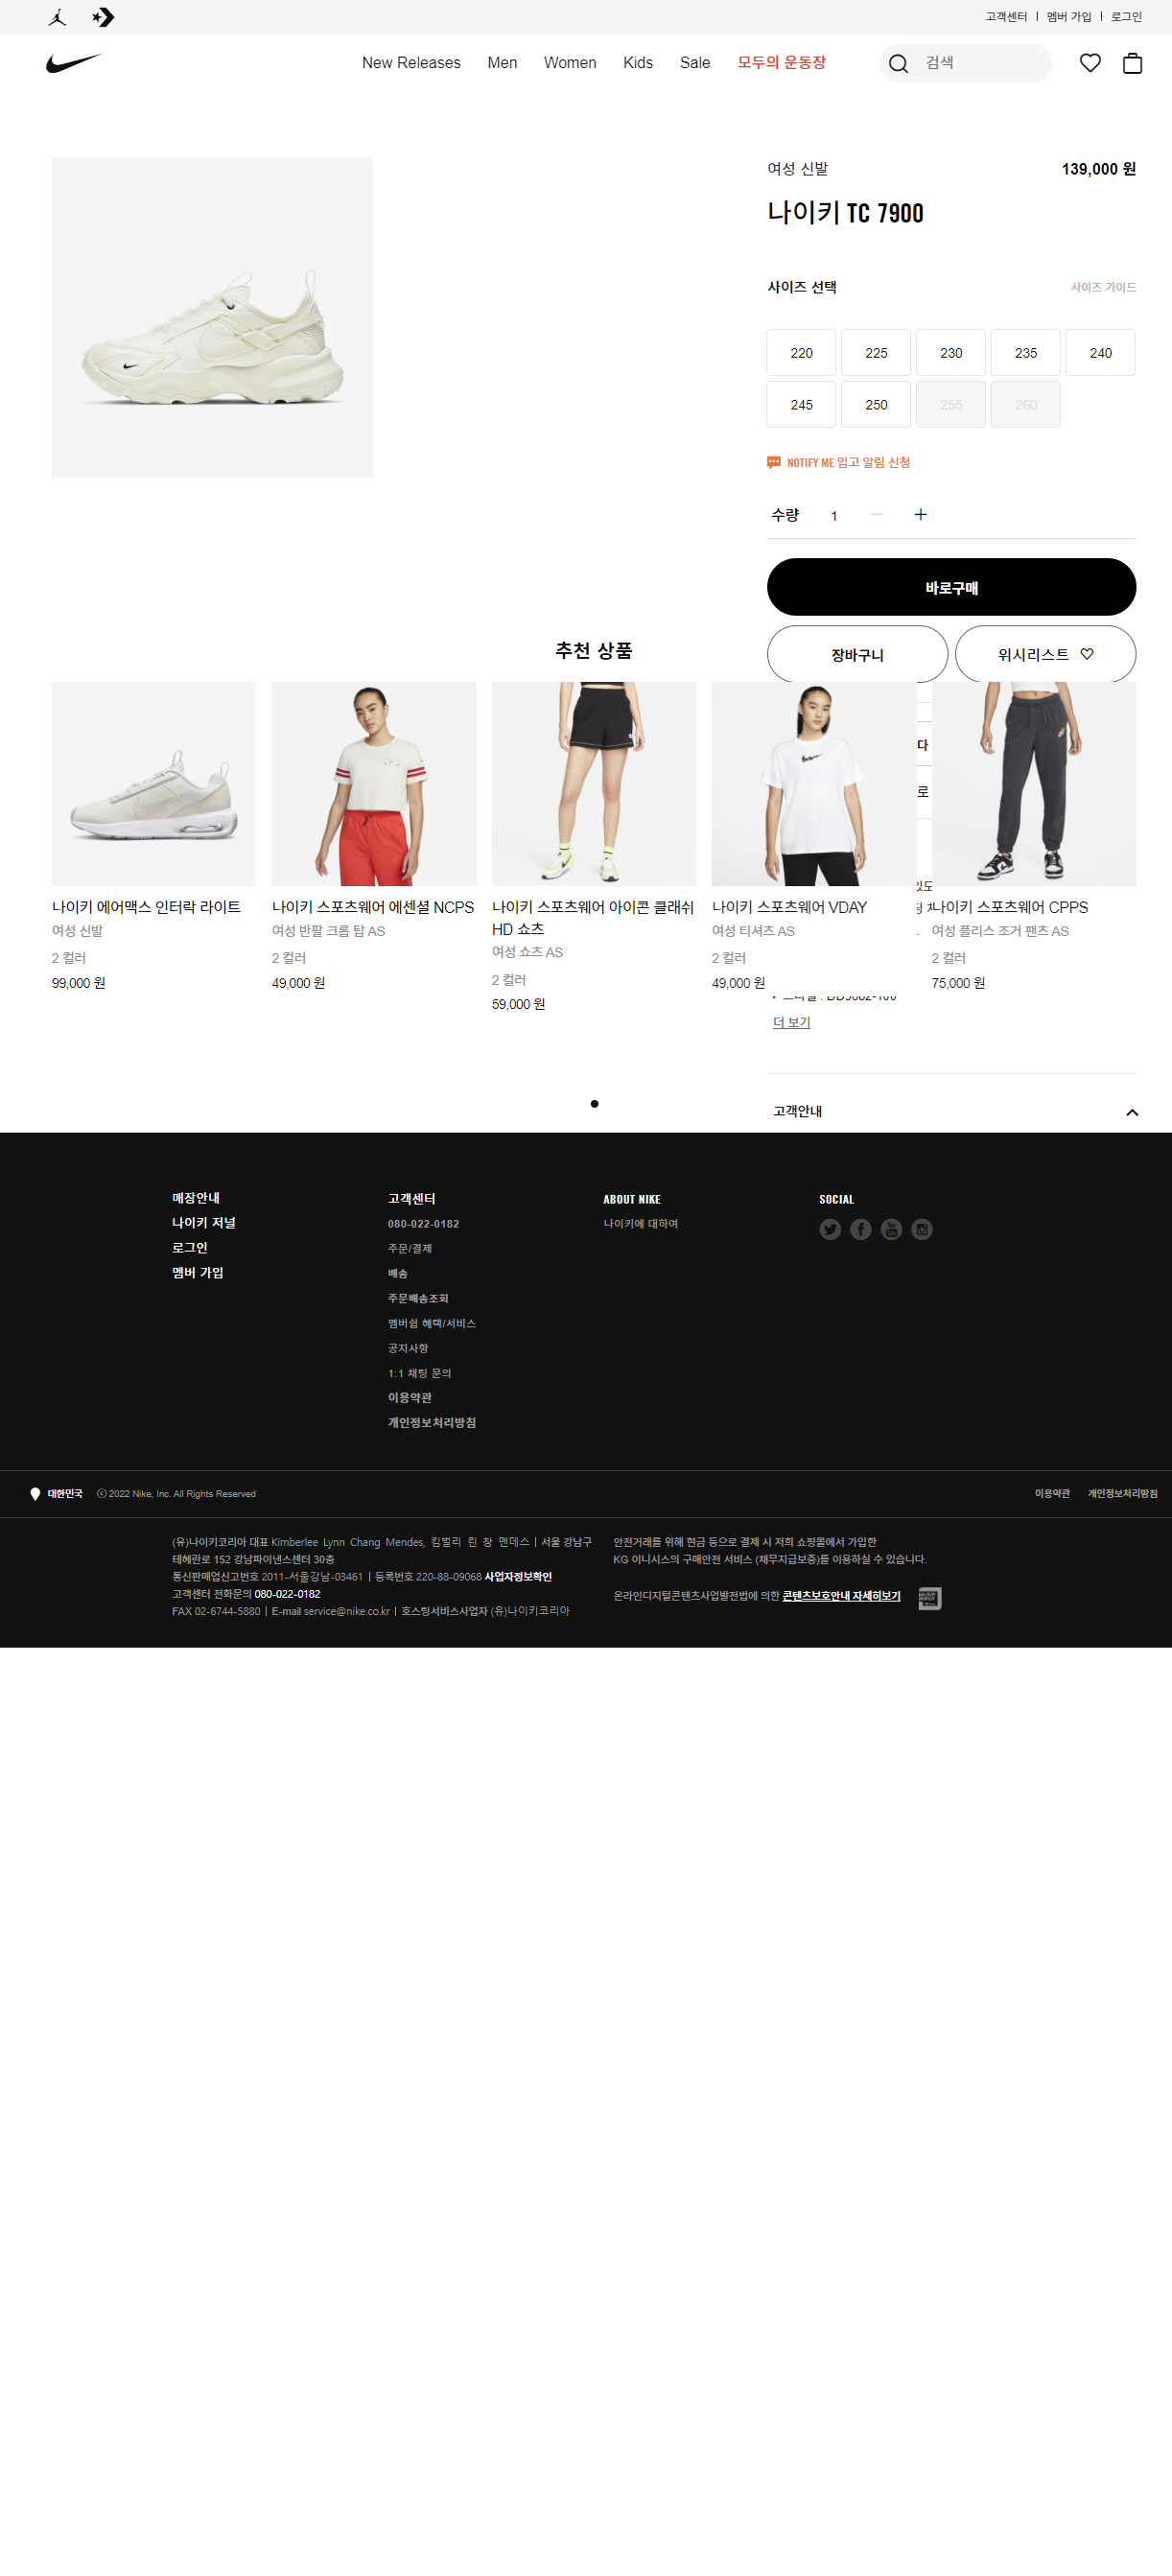 고객센터 | 멤버 가입 | 로그인
New Releases Men Women Kids Sale 모두의 운동장 검색
여성 신발 139,000 원
나이키 TC 7900
사이즈 선택 사이즈 가이드
220 225 230 235 240
245 250 255 260
NOTIFY ME 입고 알림 신청
수량 1
바로구매
장바구니 위시리스트
추천 상품
다
로
나이키 에어맥스 인터락 라이트
여성 신발
2 컬러
99,000 원
나이키 스포츠웨어 에센셜 NCPS
여성 반팔 크롭 탑 AS
2 컬러
49,000 원
나이키 스포츠웨어 아이콘 클래쉬
HD 쇼츠
여성 쇼츠 AS
2 컬러
59,000 원
나이키 스포츠웨어 VDAY
여성 티셔츠 AS
2 컬러
49,000 원
나이키 스포츠웨어 CPPS
여성 플리스 조거 팬츠 AS
2 컬러
75,000 원
더 보기
고객안내
매장안내
나이키 저널
로그인
멤버 가입
고객센터
080-022-0182
주문/결제
배송
주문배송조회
멤버쉽 혜택/서비스
공지사항
1:1 채팅 문의
이용약관
개인정보처리방침
ABOUT NIKE
나이키에 대하여
SOCIAL
대한민국 ⓒ 2022 Nike, Inc. All Rights Reserved 이용약관 개인정보처리방침
(유)나이키코리아 대표 Kimberlee Lynn Chang Mendes, 킴벌리 린 창 멘데스 | 서울 강남구
테헤란로 152 강남파이낸스센터 30층
통신판매업신고번호 2011-서울강남-03461 | 등록번호 220-88-09068 사업자정보확인
고객센터 전화문의 080-022-0182
FAX 02-6744-5880 | E-mail service@nike.co.kr | 호스팅서비스사업자 (유)나이키코리아
안전거래를 위해 현금 등으로 결제 시 저희 쇼핑몰에서 가입한
KG 이니시스의 구매안전 서비스 (채무지급보증)를 이용하실 수 있습니다.
온라인디지털콘텐츠사업발전법에 의한 콘텐츠보호안내 자세히보기